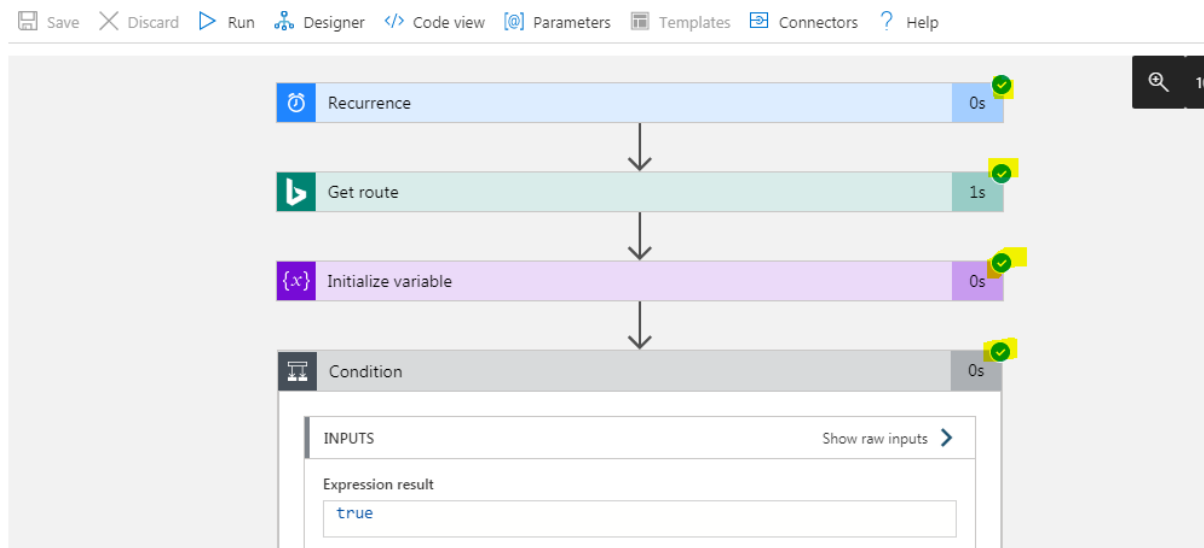 Save Discard Run Designer Code view Parameters Templates Connectors ? Help
Recurrence 0s
Get route 1s
{x} Initialize variable 0s
Condition 0s
INPUTS Show raw inputs
Expression result
true